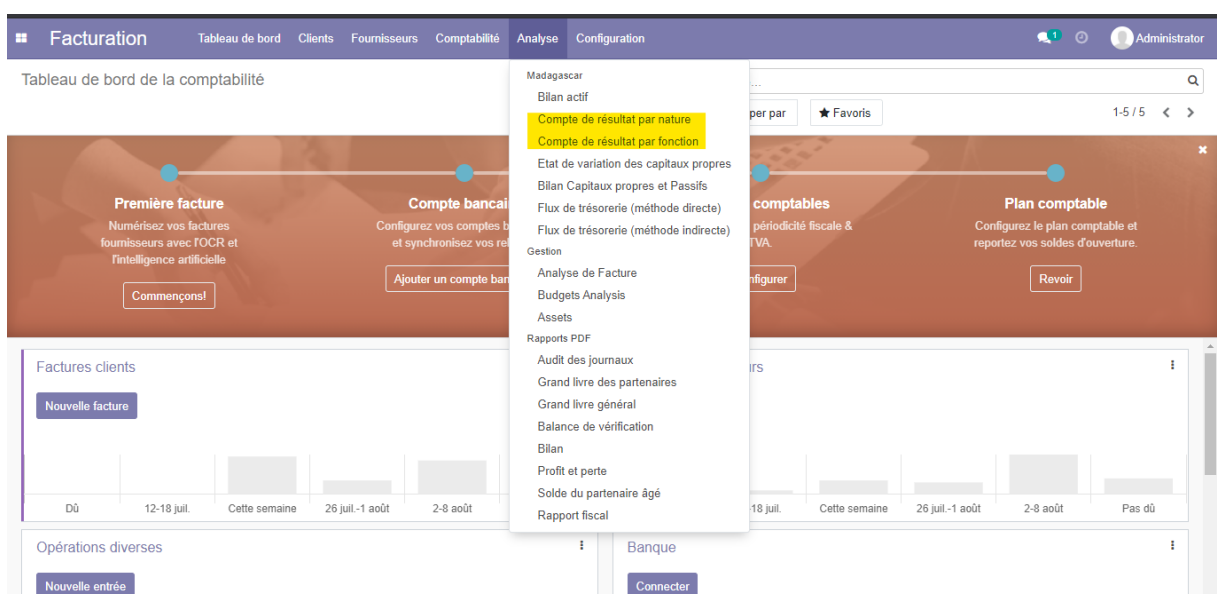 Facturation Tableau de bord Clients Fournisseurs Comptabilité Analyse Configuration 1 Administrator
Tableau de bord de la comptabilité
...
per par Favoris 1-5 / 5
Madagascar
Bilan actif
Compte de résultat par nature
Compte de résultat par fonction
Etat de variation des capitaux propres
Bilan Capitaux propres et Passifs
Flux de trésorerie (méthode directe)
Flux de trésorerie (méthode indirecte)
Gestion
Analyse de Facture
Budgets Analysis
Assets
Rapports PDF
Audit des journaux
Grand livre des partenaires
Grand livre général
Balance de vérification
Bilan
Profit et perte
Solde du partenaire âgé
Rapport fiscal
Première facture
Numérisez vos factures
fournisseurs avec l'OCR et
l'intelligence artificielle
Commençons!
Compte bancai
Configurez vos comptes b
et synchronisez vos rel
Ajouter un compte ban
comptables
périodicité fiscale &
TVA.
nfigurer
Plan comptable
Configurez le plan comptable et
reportez vos soldes d'ouverture.
Revoir
Factures clients
Nouvelle facture
Dû 12-18 juil. Cette semaine 26 juil.-1 août 2-8 août
urs
-18 juil. Cette semaine 26 juil.-1 août 2-8 août Pas dû
Opérations diverses
Nouvelle entrée
Banque
Connecter